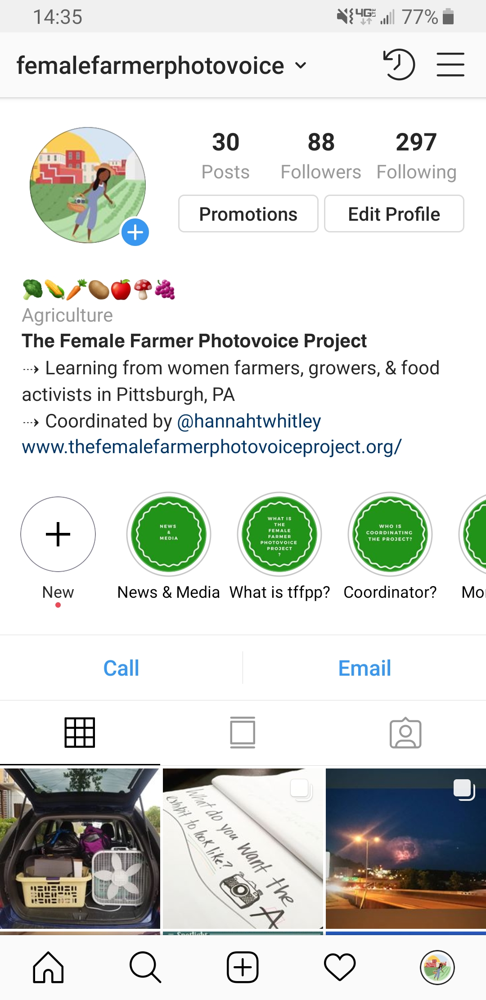 14:35 4G LTE 77%
femalefarmerphotovoice
30 88 297
Posts Followers Following
Promotions Edit Profile
🥦🌽🥕🥔🍎🍄🍇
Agriculture
The Female Farmer Photovoice Project
⤑ Learning from women farmers, growers, & food
activists in Pittsburgh, PA
⤑ Coordinated by @hannahtwhitley
www.thefemalefarmerphotovoiceproject.org/
NEWS
&
MEDIA
WHAT IS
THE
FEMALE
FARMER
PHOTOVOICE
PROJECT
?
WHO IS
COORDINATING
THE PROJECT?
New News & Media What is tffpp? Coordinator?
Call Email
What do you want the
exhibit to look like?
Spotlight